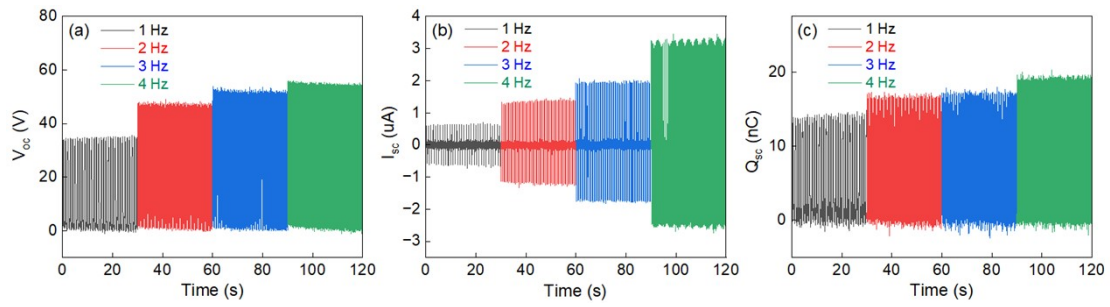 (a)
1 Hz
2 Hz
3 Hz
4 Hz
80
60
40
20
0
Voc (V)
0 20 40 60 80 100 120
Time (s)
(b)
1 Hz
2 Hz
3 Hz
4 Hz
4
3
2
1
0
-1
-2
-3
Isc (uA)
0 20 40 60 80 100 120
Time (s)
(c)
1 Hz
2 Hz
3 Hz
4 Hz
20
10
0
Qsc (nC)
0 20 40 60 80 100 120
Time (s)